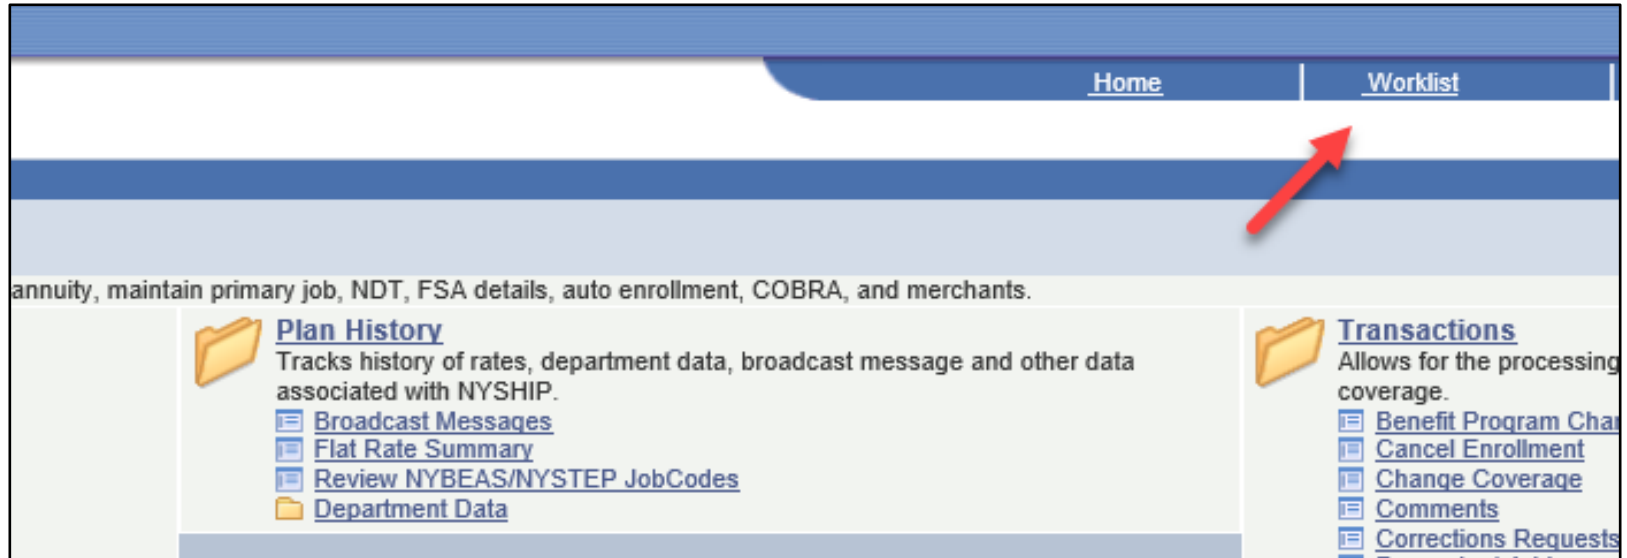 Home
Worklist
annuity, maintain primary job, NDT, FSA details, auto enrollment, COBRA, and merchants.
Plan History
Tracks history of rates, department data, broadcast message and other data
associated with NYSHIP.
Broadcast Messages
Flat Rate Summary
Review NYBEAS/NYSTEP JobCodes
Department Data
Transactions
Allows for the processing
coverage.
Benefit Program
Cancel Enrollment
Change Coverage
Comments
Corrections Requests